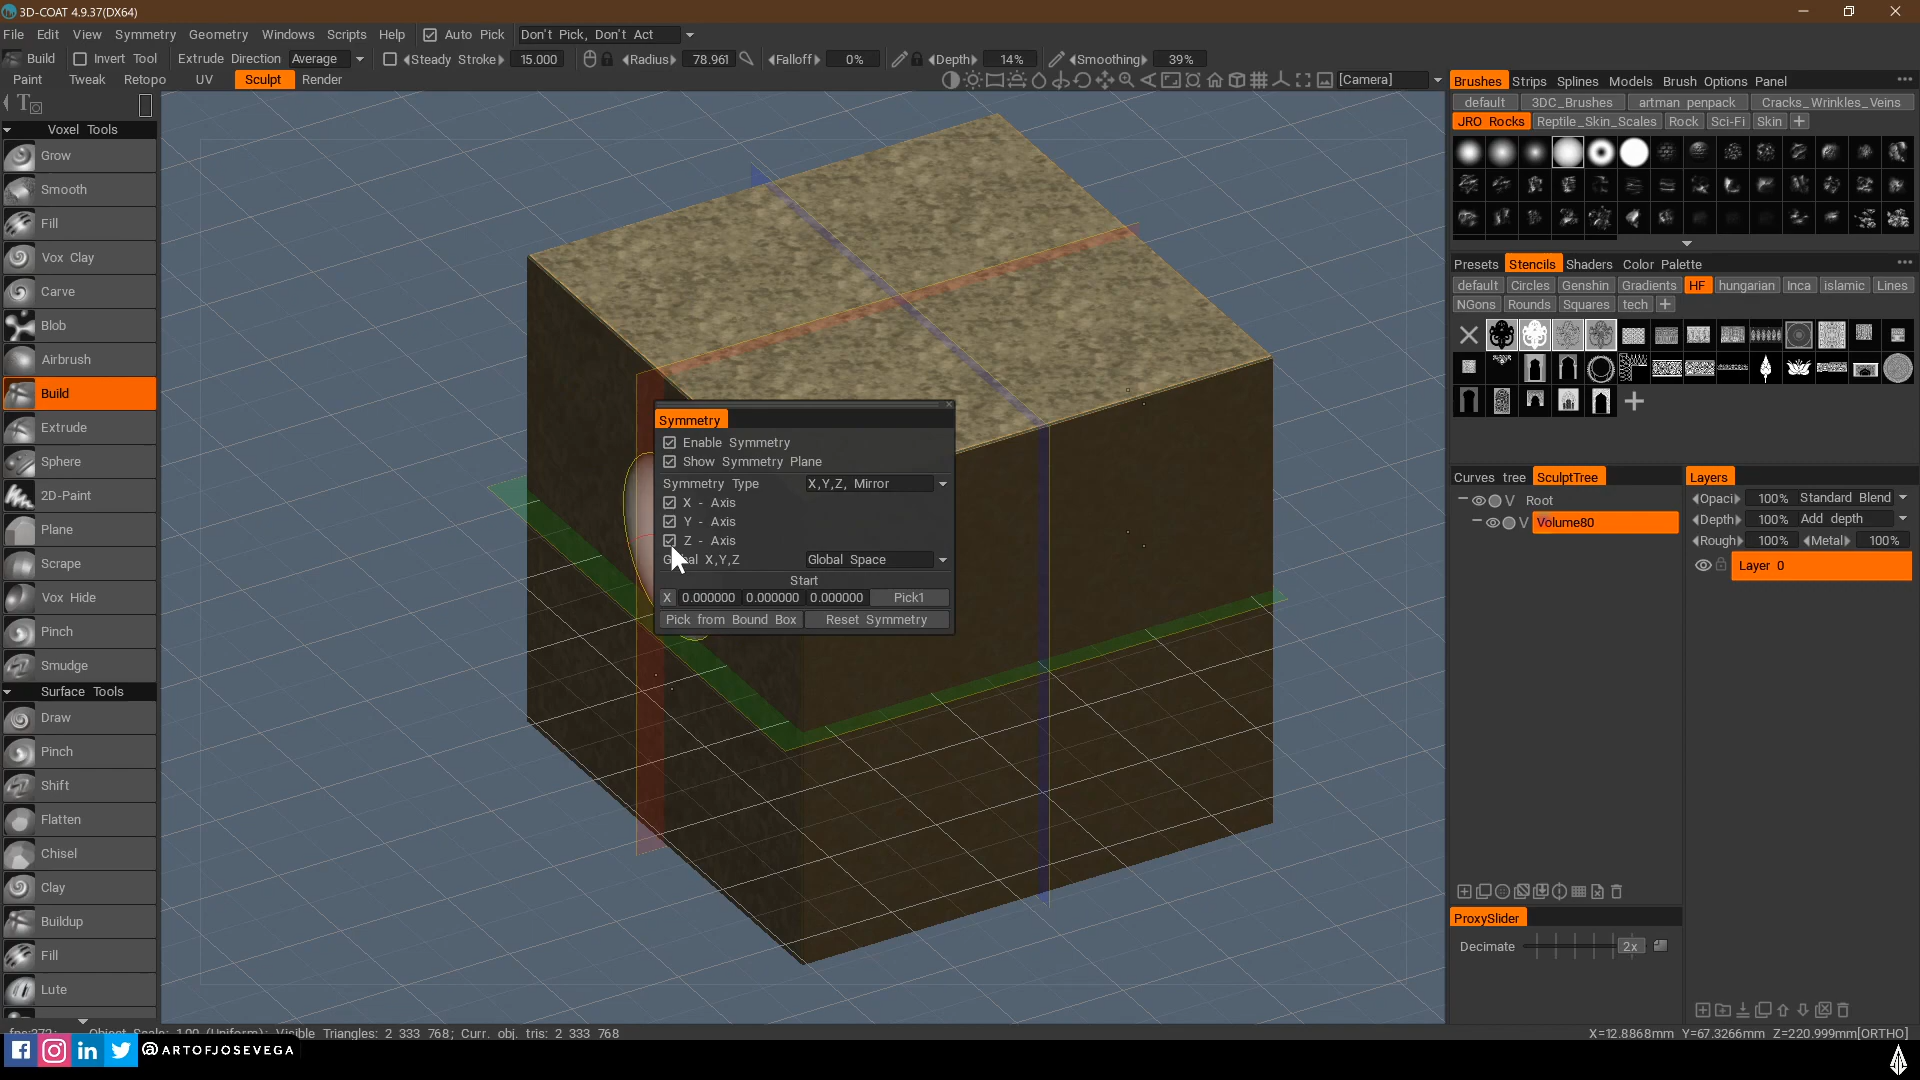 3D-COAT 4.9.37(DX64)
File Edit View Symmetry Geometry Windows Scripts Help Auto Pick Don't Pick, Don't Act
Build Invert Tool Extrude Direction Average Steady Stroke 15.000 Radius 78.961 Falloff 0% Depth 14% Smoothing 39%
Paint Tweak Retopo UV Sculpt Render [Camera]
Voxel Tools
Grow
Smooth
Fill
Vox Clay
Carve
Blob
Airbrush
Build
Extrude
Sphere
2D-Paint
Plane
Scrape
Vox Hide
Pinch
Smudge
Surface Tools
Draw
Pinch
Shift
Flatten
Chisel
Clay
Buildup
Fill
Lute
Symmetry
Enable Symmetry
Show Symmetry Plane
Symmetry Type X,Y,Z, Mirror
X - Axis
Y - Axis
Z - Axis
X,Y,Z Global Space
Start
X 0.000000 0.000000 0.000000 Pick1
Pick from Bound Box Reset Symmetry
Brushes Strips Splines Models Brush Options Panel
default 3DC_Brushes artman penpack Cracks_Wrinkles_Veins
JRO Rocks Reptile_Skin_Scales Rock Sci-Fi Skin +
Presets Stencils Shaders Color Palette
default Circles Genshin Gradients HF hungarian Inca islamic Lines
NGons Rounds Squares tech +
Curves tree SculptTree
Root
V Volume80
Layers
Opaci 100% Standard Blend
Depth 100% Add depth
Rough 100% Metal 100%
Layer 0
ProxySlider
Decimate 2x
Object Scale: 1.00 (Uniform); Visible Triangles: 2 333 768; Curr. obj. tris: 2 333 768
X=12.8868mm Y=67.3266mm Z=220.999mm[ORTHO]
@ARTOFJOSEVEGA